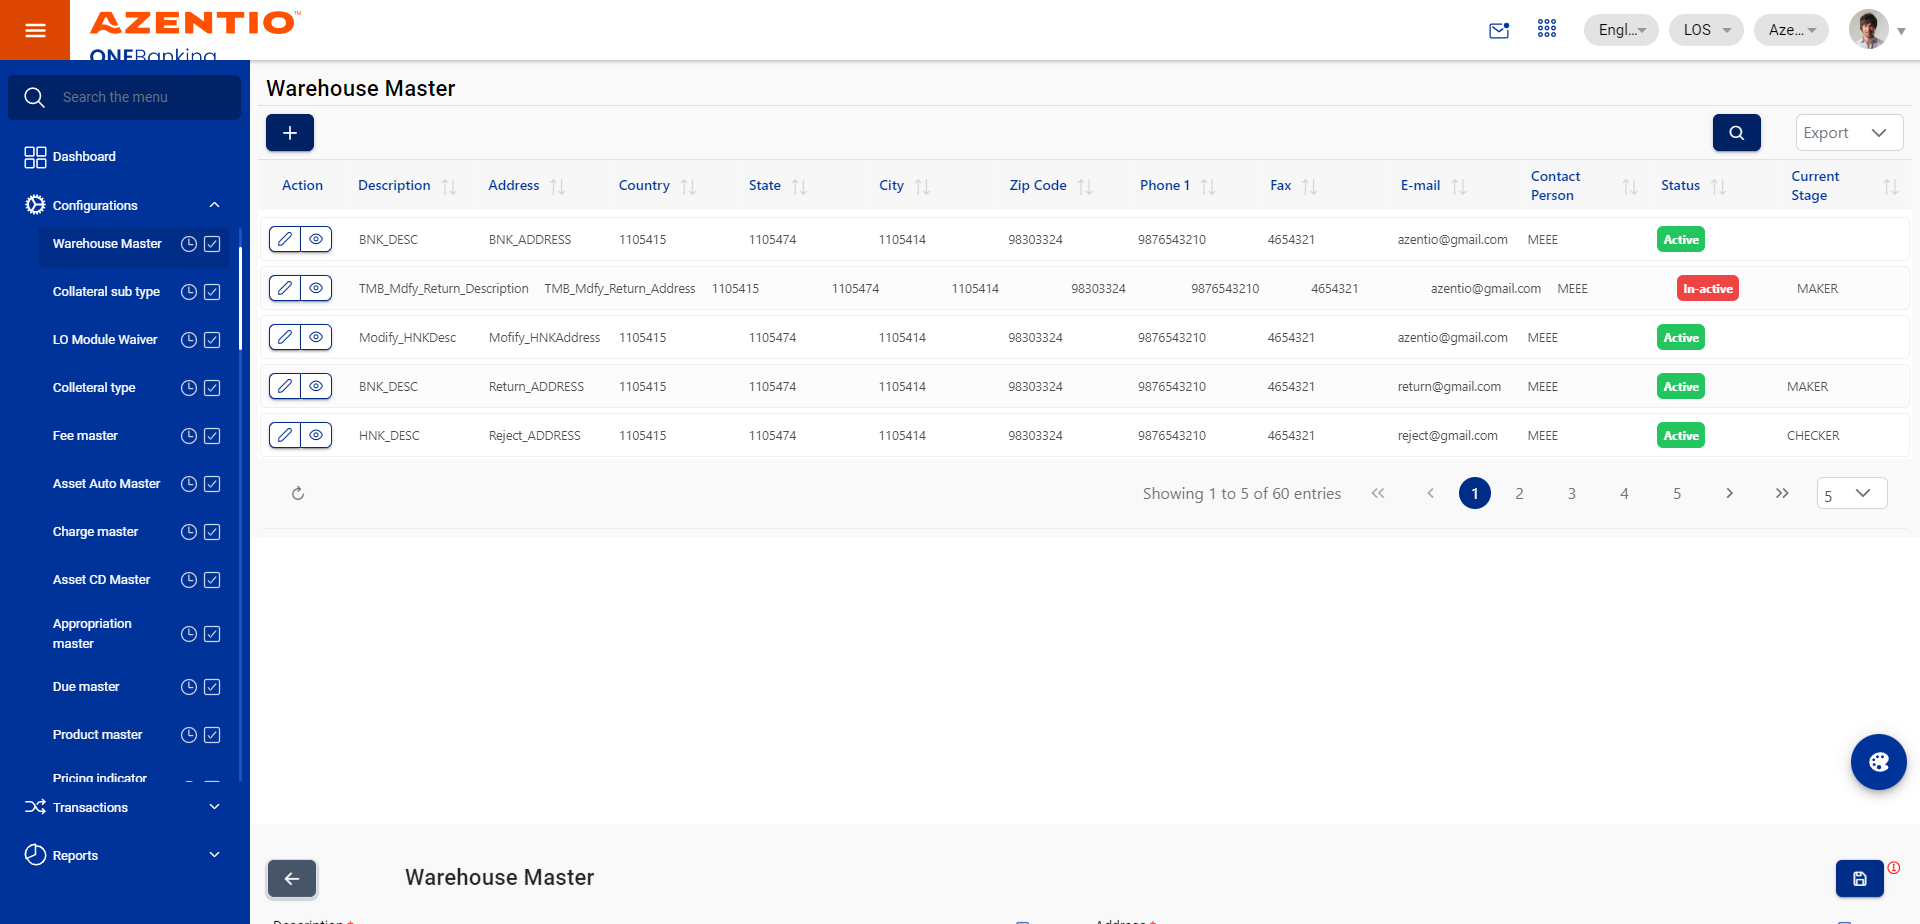 AZENTIO™
ONEBanking
Engl...
LOS
Aze...
Search the menu
Dashboard
Configurations
Warehouse Master
Collateral sub type
LO Module Waiver
Colleteral type
Fee master
Asset Auto Master
Charge master
Asset CD Master
Appropriation
master
Due master
Product master
Pricing indicator
Transactions
Reports
Warehouse Master
Export
Action Description Address Country State City Zip Code Phone 1 Fax E-mail Contact Person Status Current Stage
BNK_DESC BNK_ADDRESS 1105415 1105474 1105414 98303324 9876543210 4654321 azentio@gmail.com MEEE Active
TMB_Mdfy_Return_Description TMB_Mdfy_Return_Address 1105415 1105474 1105414 98303324 9876543210 4654321 azentio@gmail.com MEEE In-active MAKER
Modify_HNKDesc Mofify_HNKAddress 1105415 1105474 1105414 98303324 9876543210 4654321 azentio@gmail.com MEEE Active
BNK_DESC Return_ADDRESS 1105415 1105474 1105414 98303324 9876543210 4654321 return@gmail.com MEEE Active MAKER
HNK_DESC Reject_ADDRESS 1105415 1105474 1105414 98303324 9876543210 4654321 reject@gmail.com MEEE Active CHECKER
Showing 1 to 5 of 60 entries « ‹ 1 2 3 4 5 › » 5
Warehouse Master
Description * Address *